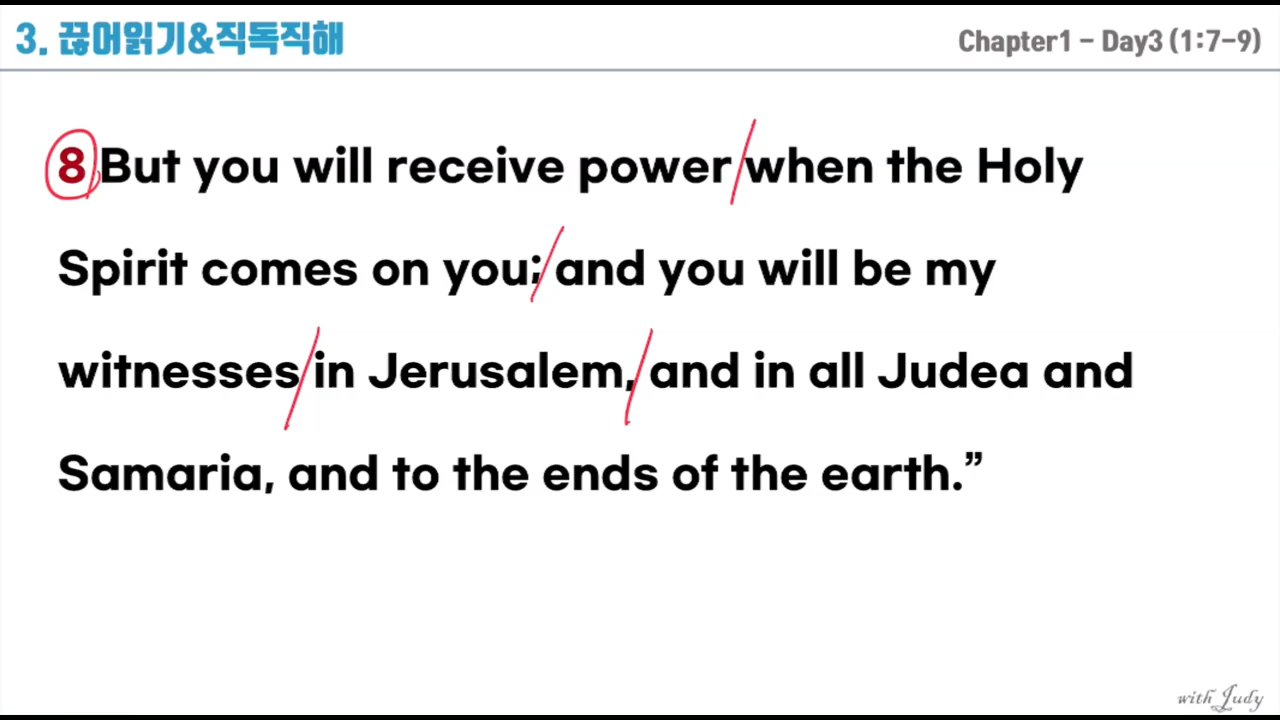 3. 끊어읽기&직독직해
Chapter1 - Day3 (1:7-9)
8 But you will receive power when the Holy
Spirit comes on you; and you will be my
witnesses in Jerusalem, and in all Judea and
Samaria, and to the ends of the earth.”
with Judy